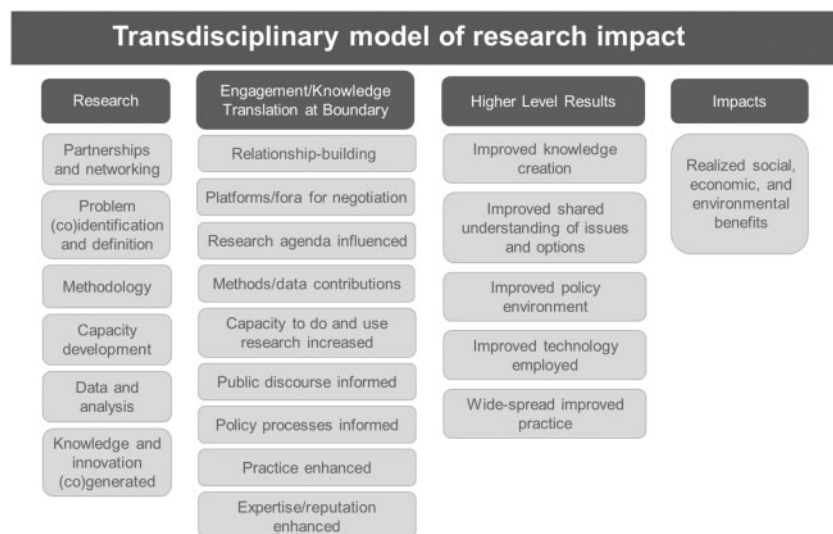 Transdisciplinary model of research impact
Research
Partnerships
and networking
Problem
(co)identification
and definition
Methodology
Capacity
development
Data and
analysis
Knowledge and
innovation
(co)generated
Engagement/Knowledge
Translation at Boundary
Relationship-building
Platforms/fora for negotiation
Research agenda influenced
Methods/data contributions
Capacity to do and use
research increased
Public discourse informed
Policy processes informed
Practice enhanced
Expertise/reputation
enhanced
Higher Level Results
Improved knowledge
creation
Improved shared
understanding of issues
and options
Improved policy
environment
Improved technology
employed
Wide-spread improved
practice
Impacts
Realized social,
economic, and
environmental
benefits